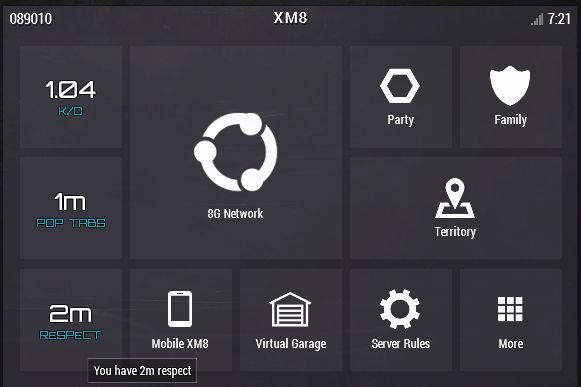 089010
XM8
7:21
1.04
K/D
8G Network
Party
Family
1m
POP TABS
Territory
2m
RESPECT
Mobile XM8
Virtual Garage
Server Rules
More
You have 2m respect